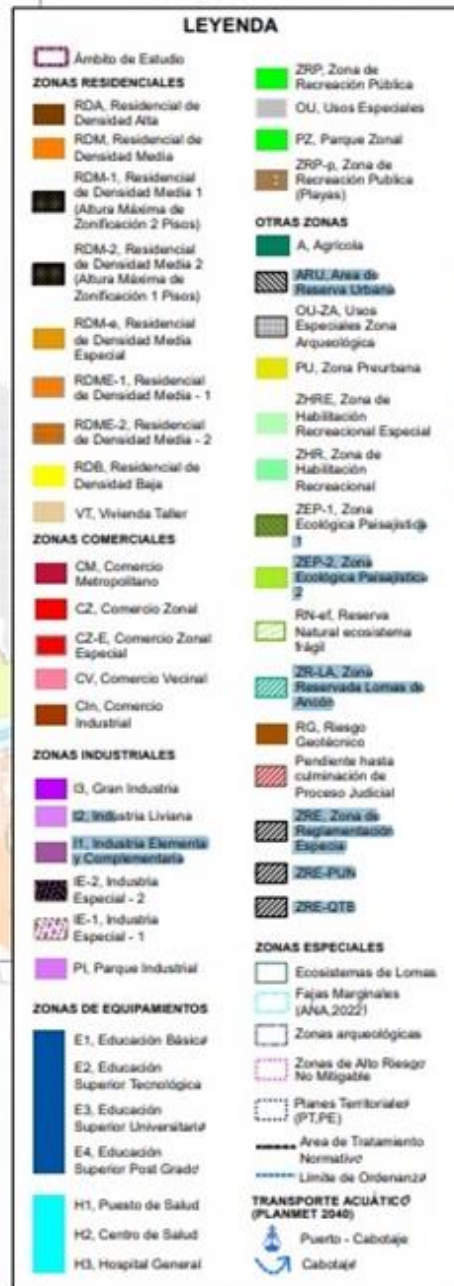 LEYENDA
Ámbito de Estudio
ZONAS RESIDENCIALES
RDA, Residencial de
Densidad Alta
RDM, Residencial de
Densidad Media
RDM-1, Residencial
de Densidad Media 1
(Altura Máxima de
Zonificación 2 Pisos)
RDM-2, Residencial
de Densidad Media 2
(Altura Máxima de
Zonificación 1 Pisos)
RDM-e, Residencial
de Densidad Media
Especial
RDME-1, Residencial
de Densidad Media - 1
RDME-2, Residencial
de Densidad Media - 2
RDB, Residencial de
Densidad Baja
VT, Vivienda Taller
ZONAS COMERCIALES
CM, Comercio
Metropolitano
CZ, Comercio Zonal
CZ-E, Comercio Zonal
Especial
CV, Comercio Vecinal
CIn, Comercio
Industrial
ZONAS INDUSTRIALES
I3, Gran Industria
I2, Industria Liviana
I1, Industria Elementa
y Complementaria
IE-2, Industria
Especial - 2
IE-1, Industria
Especial - 1
PI, Parque Industrial
ZONAS DE EQUIPAMIENTOS
E1, Educación Básica
E2, Educación
Superior Tecnológica
E3, Educación
Superior Universitaria
E4, Educación
Superior Post Grado
H1, Puesto de Salud
H2, Centro de Salud
H3, Hospital General
ZRP, Zona de
Recreación Pública
OU, Usos Especiales
PZ, Parque Zonal
ZRP-p, Zona de
Recreación Publica
(Playas)
OTRAS ZONAS
A, Agrícola
ARU, Area de
Reserva Urbana
OU-ZA, Usos
Especiales Zona
Arqueológica
PU, Zona Preurbana
ZHRE, Zona de
Habilitación
Recreacional Especial
ZHR, Zona de
Habilitación
Recreacional
ZEP-1, Zona
Ecológica Paisajística
1
ZEP-2, Zona
Ecológica Paisajística
2
RN-ef, Reserva
Natural ecosistema
frágil
ZR-LA, Zona
Reservada Lomas de
Ancón
RG, Riesgo
Geotécnico
Pendiente hasta
culminación de
Proceso Judicial
ZRE, Zona de
Reglamentación
Especia
ZRE-PUN
ZRE-QTB
ZONAS ESPECIALES
Ecosistemas de Lomas
Fajas Marginales
(ANA,2022)
Zonas arqueológicas
Zonas de Alto Riesgo
No Mitigable
Planes Territoriales
(PT,PE)
Area de Tratamiento
Normativo
Límite de Ordenanza
TRANSPORTE ACUÁTICO
(PLANMET 2040)
Puerto - Cabotaje
Cabotaje